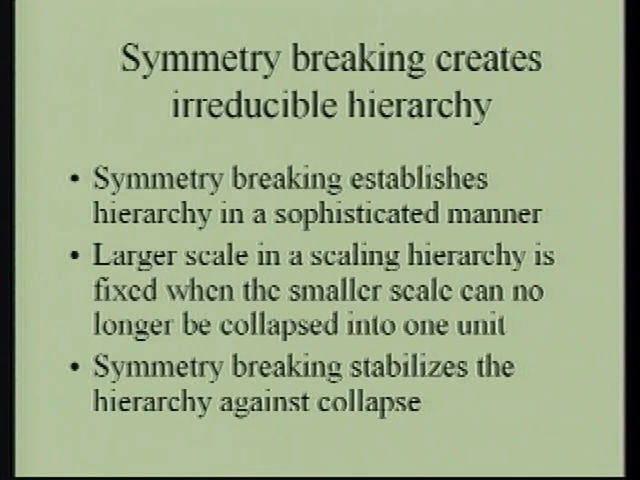 Symmetry breaking creates
irreducible hierarchy
• Symmetry breaking establishes
hierarchy in a sophisticated manner
• Larger scale in a scaling hierarchy is
fixed when the smaller scale can no
longer be collapsed into one unit
• Symmetry breaking stabilizes the
hierarchy against collapse